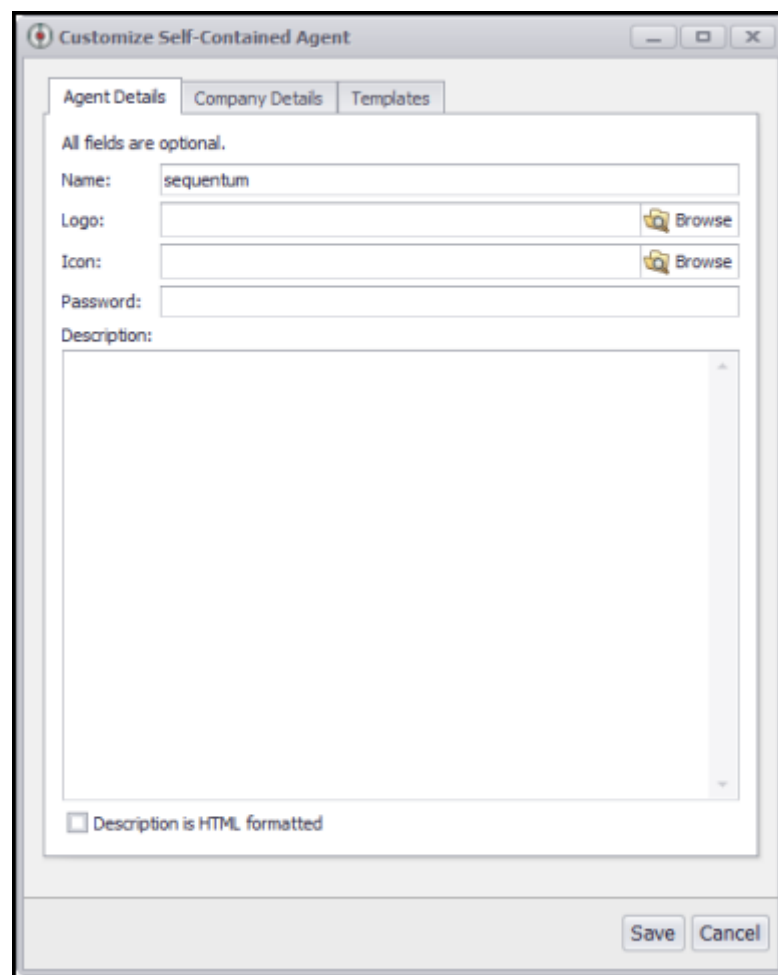 Customize Self-Contained Agent
Agent Details Company Details Templates
All fields are optional.
Name: sequentum
Logo: Browse
Icon: Browse
Password:
Description:
Description is HTML formatted
Save Cancel